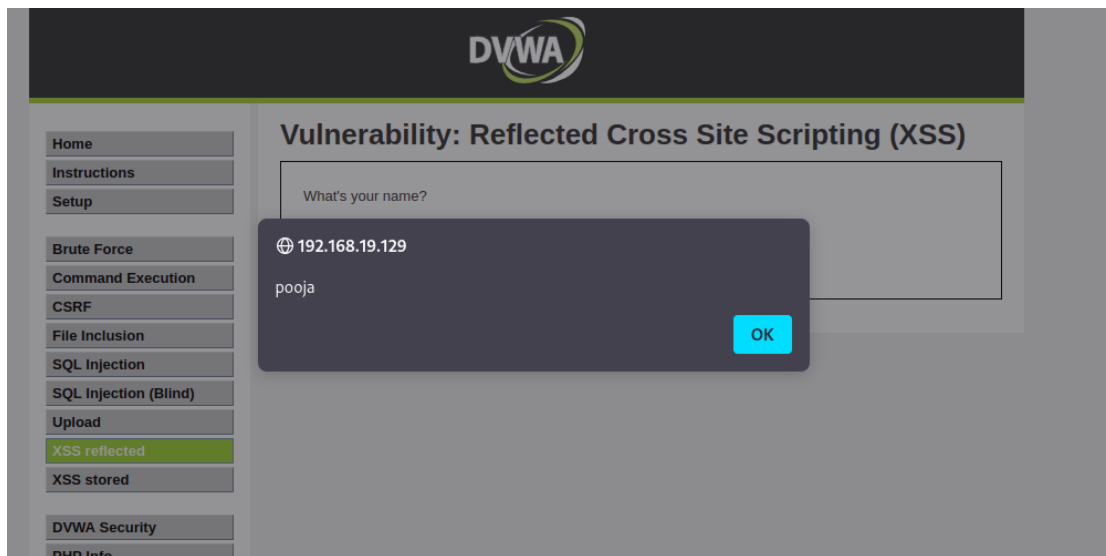 DVWA
Home
Instructions
Setup
Brute Force
Command Execution
CSRF
File Inclusion
SQL Injection
SQL Injection (Blind)
Upload
XSS reflected
XSS stored
DVWA Security
PHP Info
Vulnerability: Reflected Cross Site Scripting (XSS)
What's your name?
192.168.19.129
pooja
OK